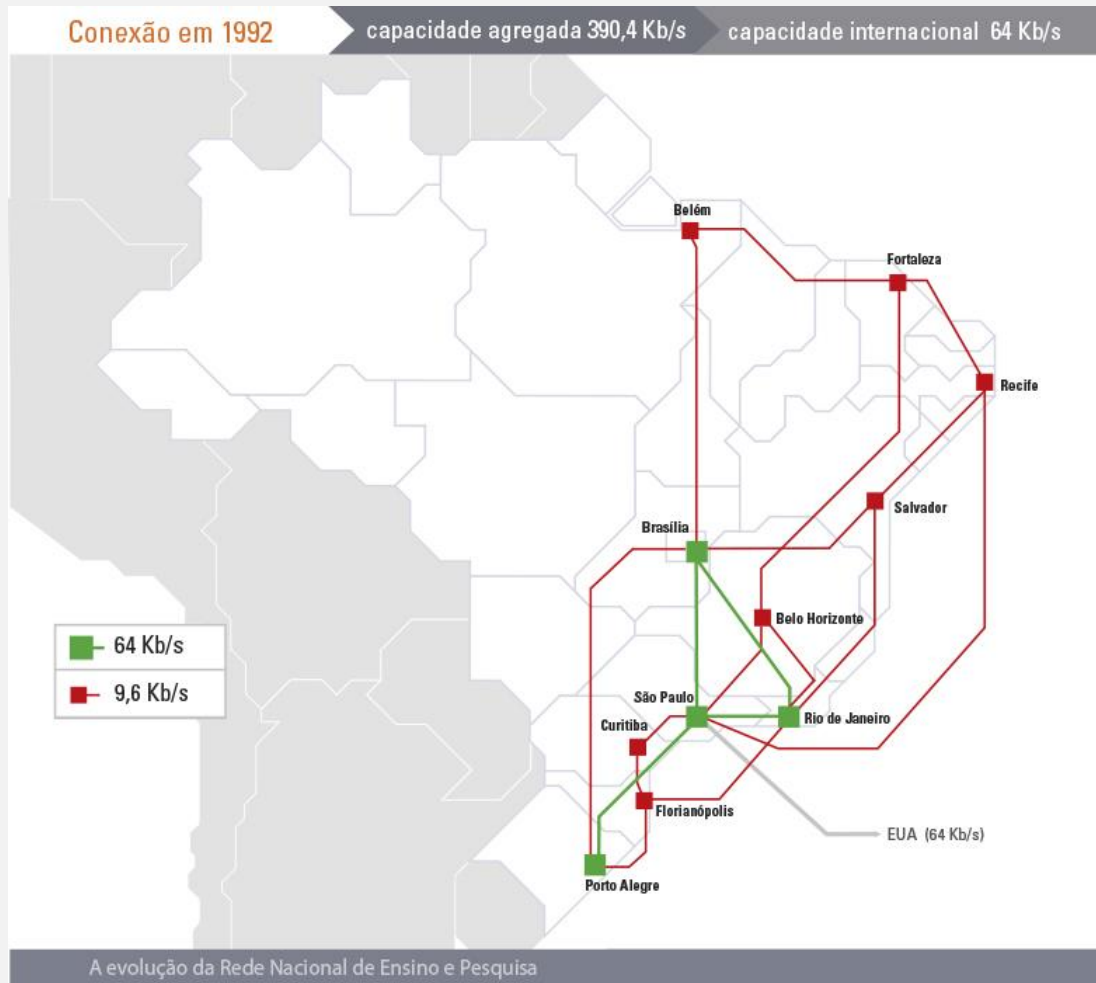 Conexão em 1992
capacidade agregada 390,4 Kb/s
capacidade internacional 64 Kb/s
Belém
Fortaleza
Recife
Salvador
Brasília
Belo Horizonte
64 Kb/s
9,6 Kb/s
São Paulo
Rio de Janeiro
Curitiba
Florianópolis
EUA (64 Kb/s)
Porto Alegre
A evolução da Rede Nacional de Ensino e Pesquisa